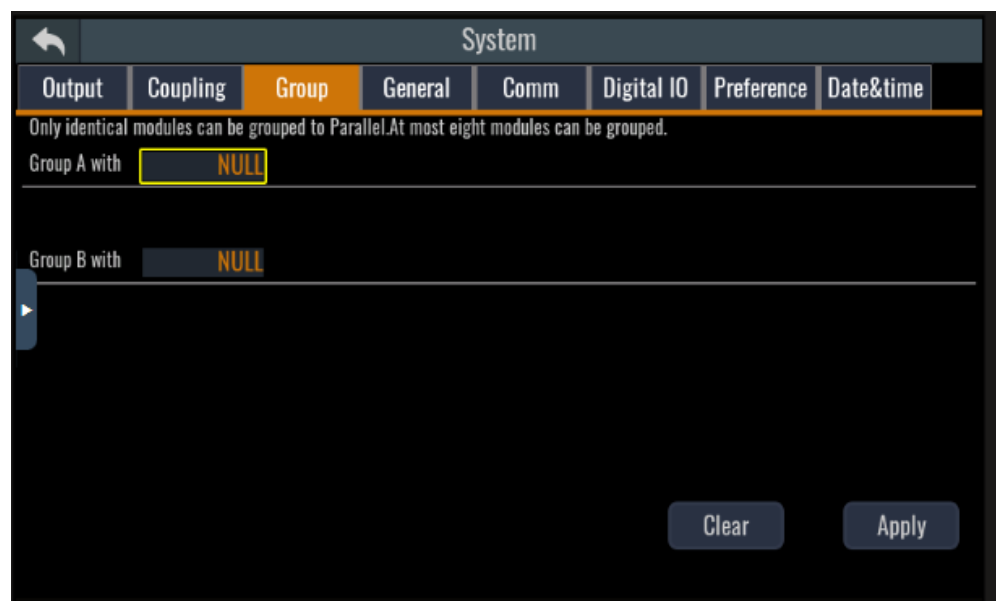 System
Output Coupling Group General Comm Digital IO Preference Date&time
Only identical modules can be grouped to Parallel.At most eight modules can be grouped.
Group A with NULL
Group B with NULL
Clear Apply